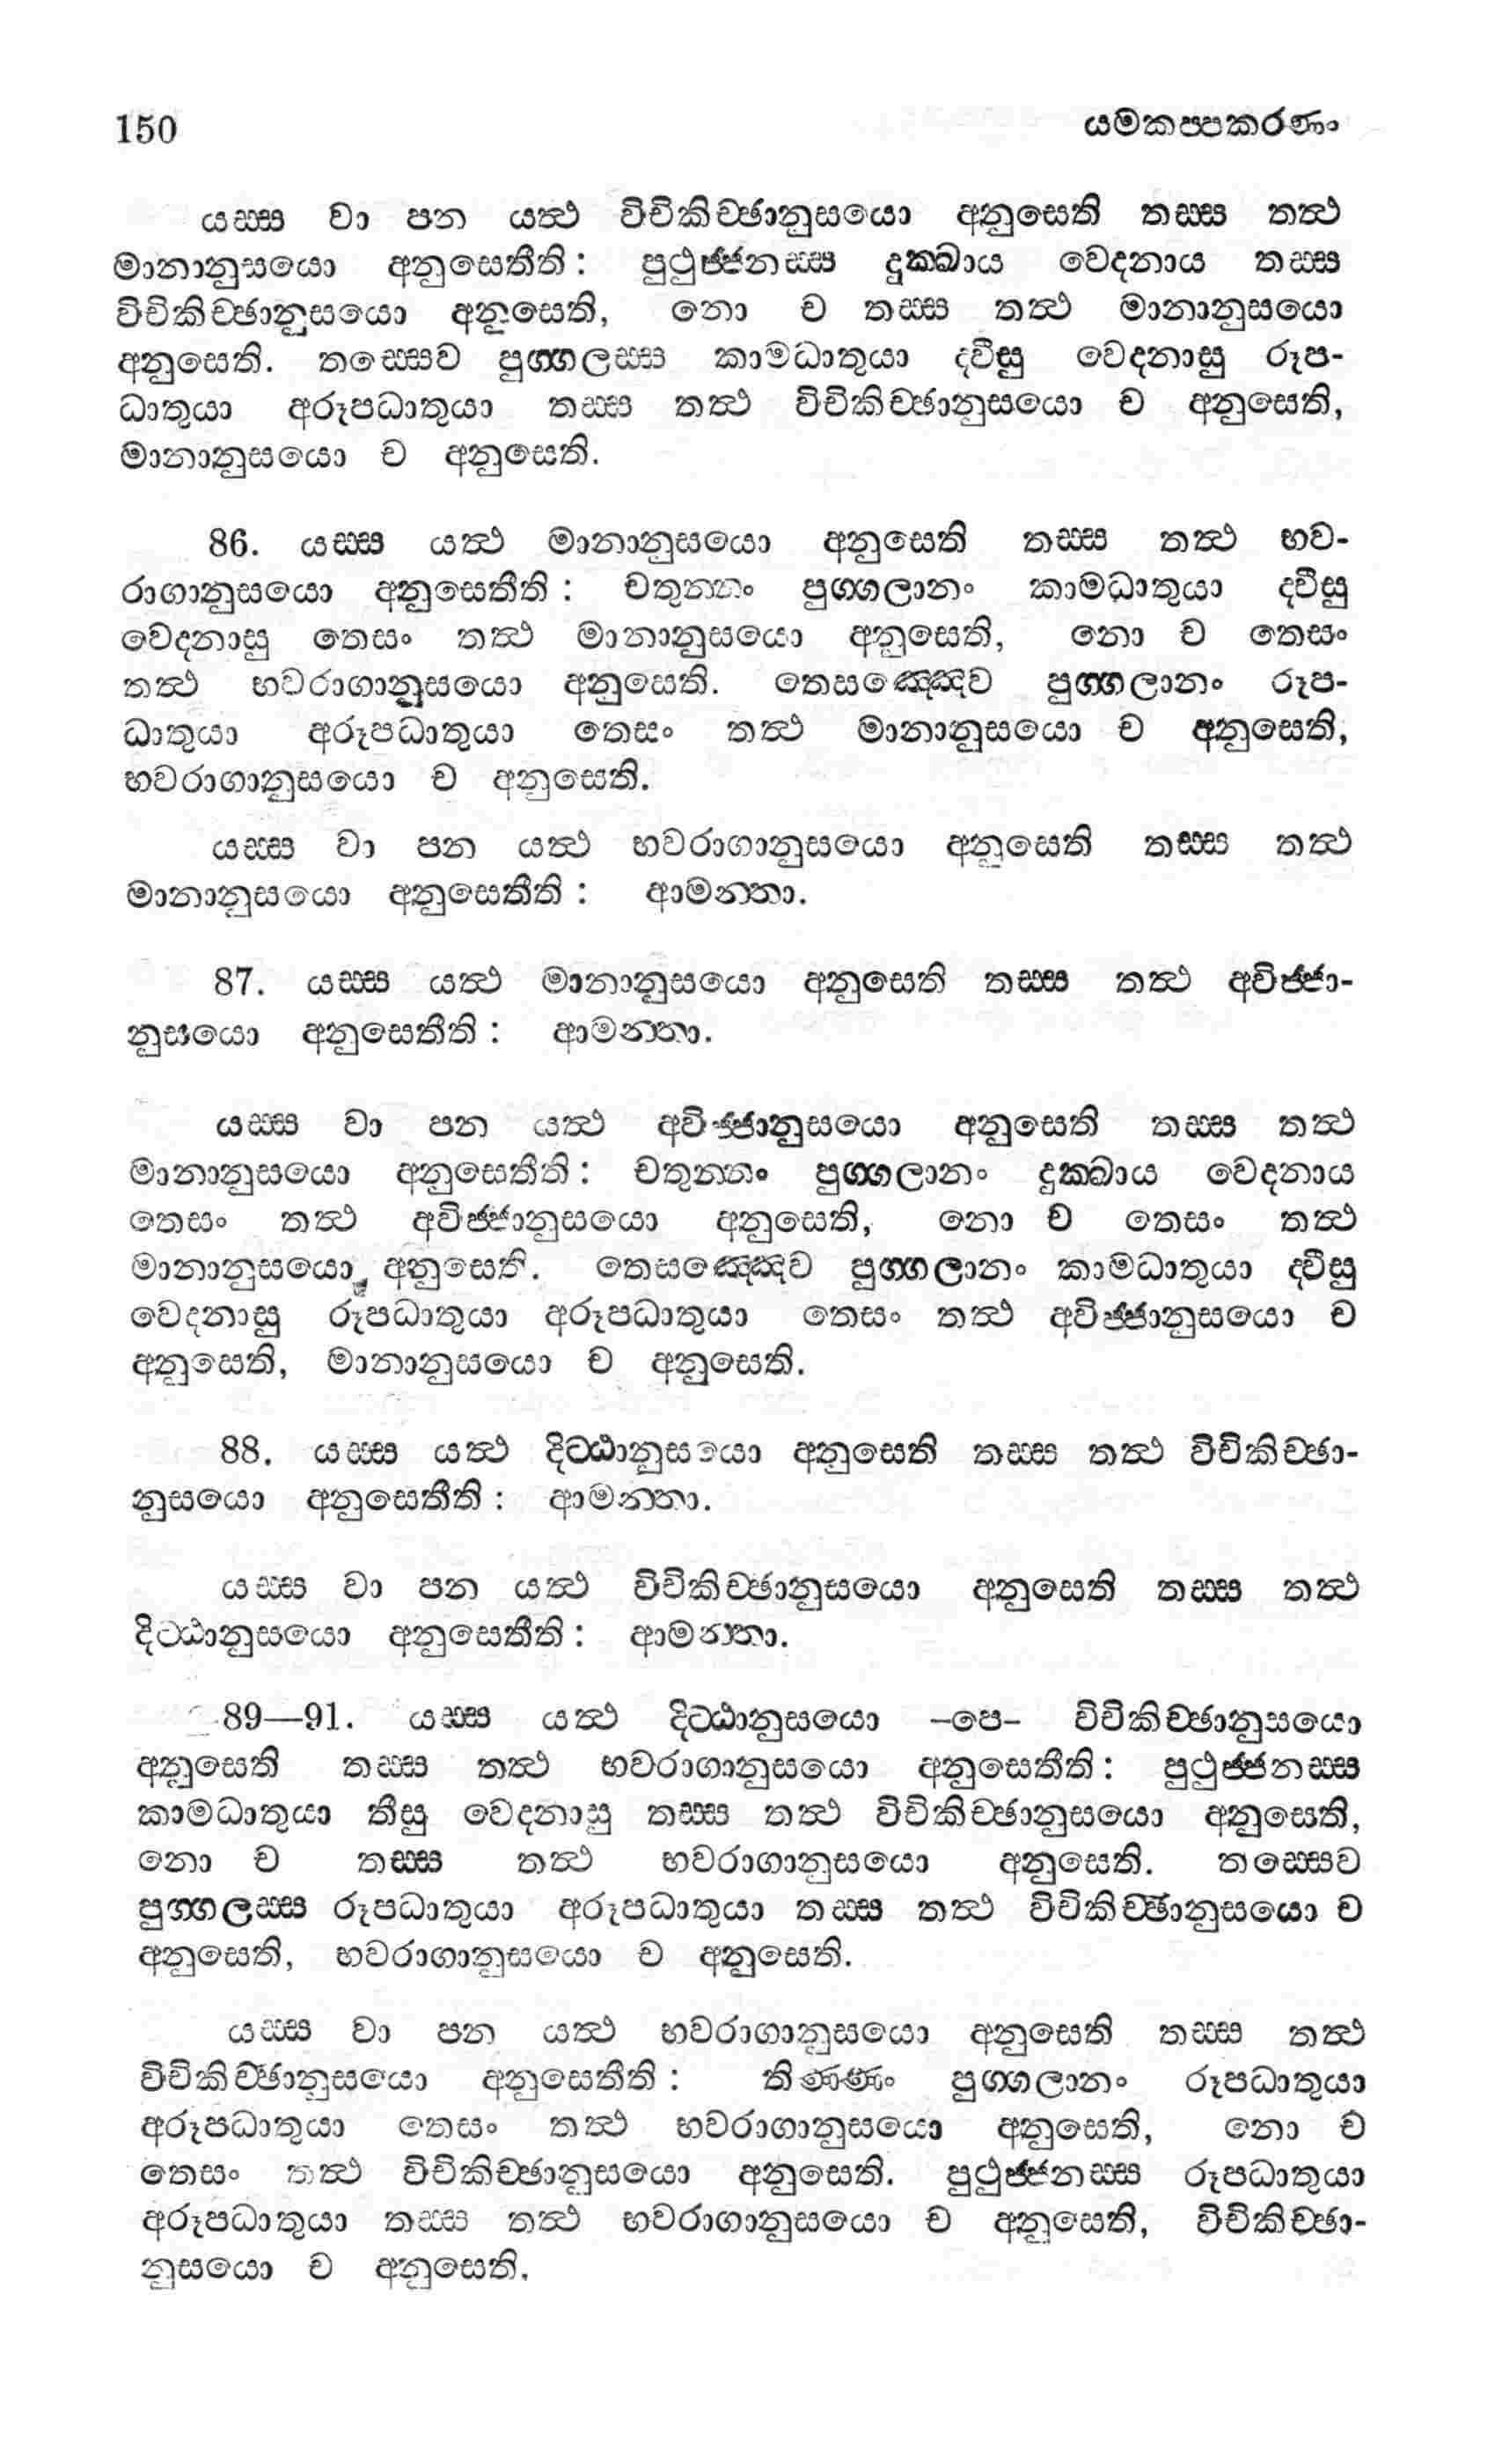 150 යමකප්පකරණං
යස්ස වා පන යත්ථ විචිකිච්ඡානුසයො අනුසෙති තස්ස තත්ථ
මානානුසයො අනුසෙතීති: පුථුජ්ජනස්ස දුක්ඛාය වෙදනාය තස්ස
විචිකිච්ඡානුසයො අනුසෙති, නො ච තස්ස තත්ථ මානානුසයො
අනුසෙති. තස්සෙව පුග්ගලස්ස කාමධාතුයා ද්වීසු වෙදනාසු රූප-
ධාතුයා අරූපධාතුයා තස්ස තත්ථ විචිකිච්ඡානුසයො ච අනුසෙති,
මානානුසයො ච අනුසෙති.
86. යස්ස යත්ථ මානානුසයො අනුසෙති තස්ස තත්ථ භව-
රාගානුසයො අනුසෙතීති: චතුන්නං පුග්ගලානං කාමධාතුයා ද්වීසු
වෙදනාසු තෙසං තත්ථ මානානුසයො අනුසෙති, නො ච තෙසං
තත්ථ භවරාගානුසයො අනුසෙති. තෙසඤ්ඤෙව පුග්ගලානං රූප-
ධාතුයා අරූපධාතුයා තෙසං තත්ථ මානානුසයො ච අනුසෙති,
භවරාගානුසයො ච අනුසෙති.
යස්ස වා පන යත්ථ භවරාගානුසයො අනුසෙති තස්ස තත්ථ
මානානුසයො අනුසෙතීති: ආමන්තා.
87. යස්ස යත්ථ මානානුසයො අනුසෙති තස්ස තත්ථ අවිජ්ජා-
නුසයො අනුසෙතීති: ආමන්තා.
යස්ස වා පන යත්ථ අවිජ්ජානුසයො අනුසෙති තස්ස තත්ථ
මානානුසයො අනුසෙතීති: චතුන්නං පුග්ගලානං දුක්ඛාය වෙදනාය
තෙසං තත්ථ අවිජ්ජානුසයො අනුසෙති, නො ච තෙසං තත්ථ
මානානුසයො අනුසෙති. තෙසඤ්ඤෙව පුග්ගලානං කාමධාතුයා ද්වීසු
වෙදනාසු රූපධාතුයා අරූපධාතුයා තෙසං තත්ථ අවිජ්ජානුසයො ච
අනුසෙති, මානානුසයො ච අනුසෙති.
88. යස්ස යත්ථ දිට්ඨානුසයො අනුසෙති තස්ස තත්ථ විචිකිච්ඡා-
නුසයො අනුසෙතීති: ආමන්තා.
යස්ස වා පන යත්ථ විචිකිච්ඡානුසයො අනුසෙති තස්ස තත්ථ
දිට්ඨානුසයො අනුසෙතීති: ආමන්තා.
89—91. යස්ස යත්ථ දිට්ඨානුසයො –පෙ– විචිකිච්ඡානුසයො
අනුසෙති තස්ස තත්ථ භවරාගානුසයො අනුසෙතීති: පුථුජ්ජනස්ස
කාමධාතුයා තීසු වෙදනාසු තස්ස තත්ථ විචිකිච්ඡානුසයො අනුසෙති,
නො ච තස්ස තත්ථ භවරාගානුසයො අනුසෙති. තස්සෙව
පුග්ගලස්ස රූපධාතුයා අරූපධාතුයා තස්ස තත්ථ විචිකිච්ඡානුසයො ච
අනුසෙති, භවරාගානුසයො ච අනුසෙති.
යස්ස වා පන යත්ථ භවරාගානුසයො අනුසෙති තස්ස තත්ථ
විචිකිච්ඡානුසයො අනුසෙතීති: තිණ්ණං පුග්ගලානං රූපධාතුයා
අරූපධාතුයා තෙසං තත්ථ භවරාගානුසයො අනුසෙති, නො ච
තෙසං තත්ථ විචිකිච්ඡානුසයො අනුසෙති. පුථුජ්ජනස්ස රූපධාතුයා
අරූපධාතුයා තස්ස තත්ථ භවරාගානුසයො ච අනුසෙති, විචිකිච්ඡා-
නුසයො ච අනුසෙති.